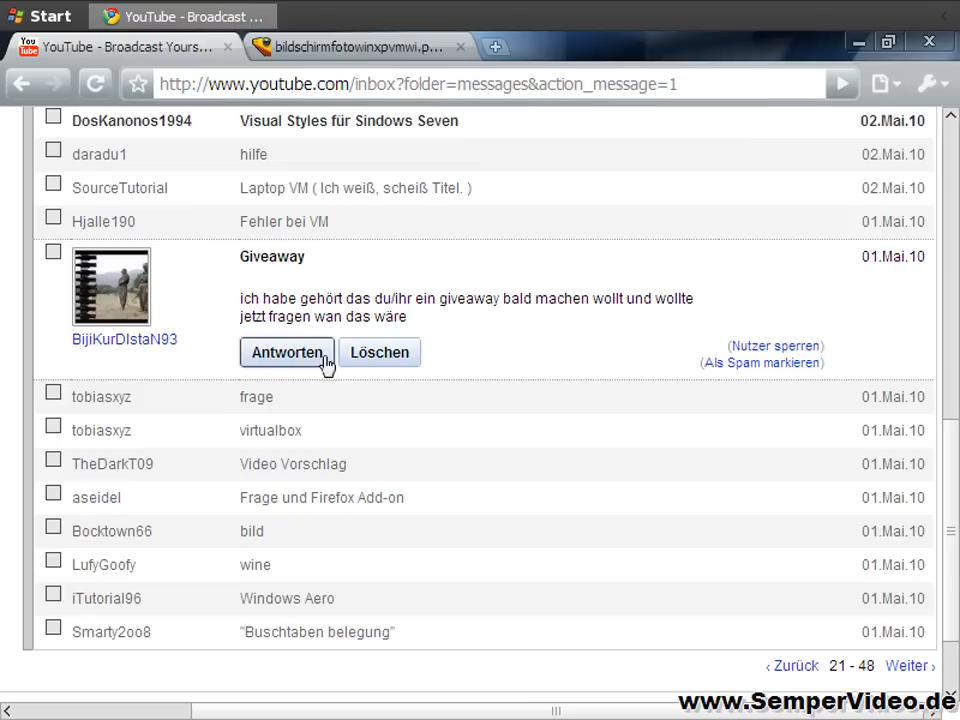 Start YouTube - Broadcast ...
YouTube - Broadcast Yours... bildschirmfotowinxpvmwi.p...
http://www.youtube.com/inbox?folder=messages&action_message=1
DosKanonos1994 Visual Styles für Sindows Seven 02.Mai.10
daradu1 hilfe 02.Mai.10
SourceTutorial Laptop VM ( Ich weiß, scheiß Titel. ) 02.Mai.10
Hjalle190 Fehler bei VM 01.Mai.10
Giveaway 01.Mai.10
ich habe gehört das du/ihr ein giveaway bald machen wollt und wollte
jetzt fragen wan das wäre
BijiKurDIstaN93
Antworten Löschen (Nutzer sperren)
(Als Spam markieren)
tobiasxyz frage 01.Mai.10
tobiasxyz virtualbox 01.Mai.10
TheDarkT09 Video Vorschlag 01.Mai.10
aseidel Frage und Firefox Add-on 01.Mai.10
Bocktown66 bild 01.Mai.10
LufyGoofy wine 01.Mai.10
iTutorial96 Windows Aero 01.Mai.10
Smarty2oo8 "Buschtaben belegung" 01.Mai.10
‹ Zurück 21 - 48 Weiter ›
www.SemperVideo.de